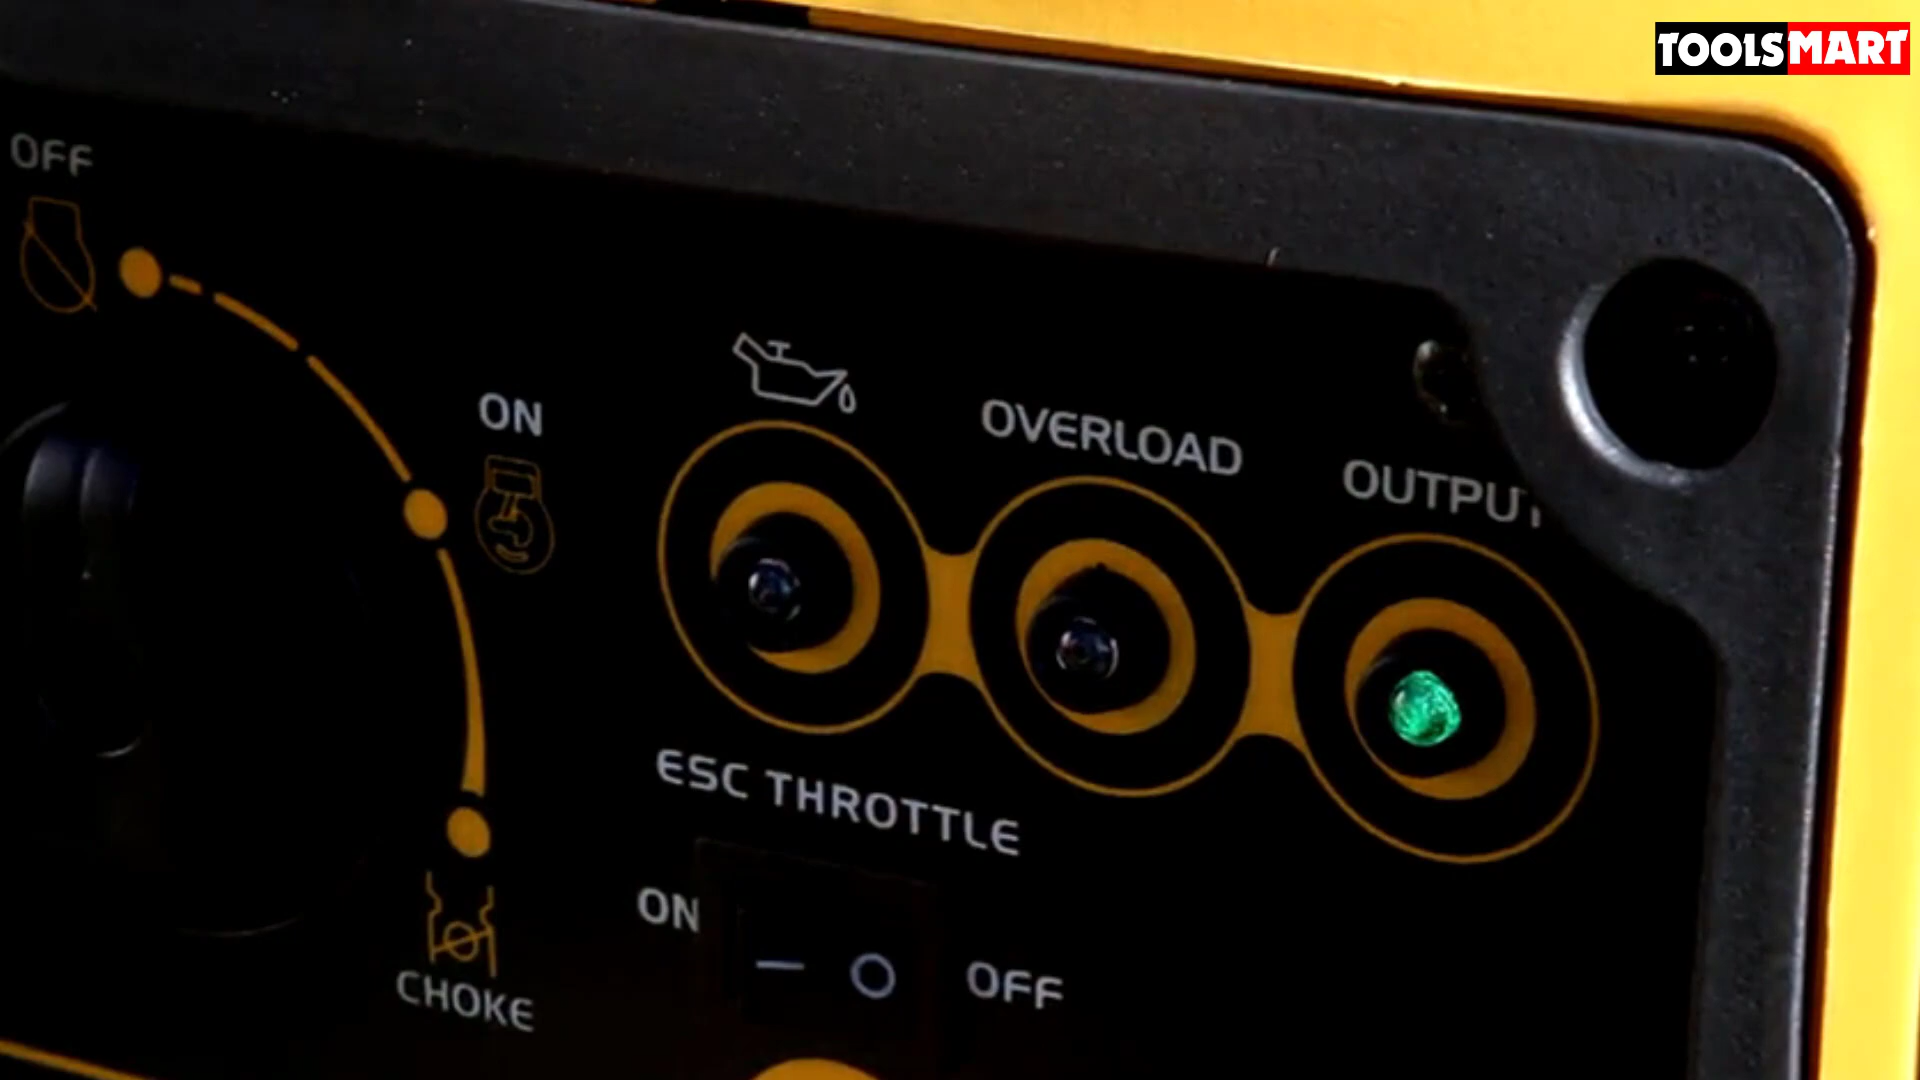 TOOLSMART
OFF
ON
OVERLOAD
OUTPUT
ESC THROTTLE
ON
OFF
CHOKE